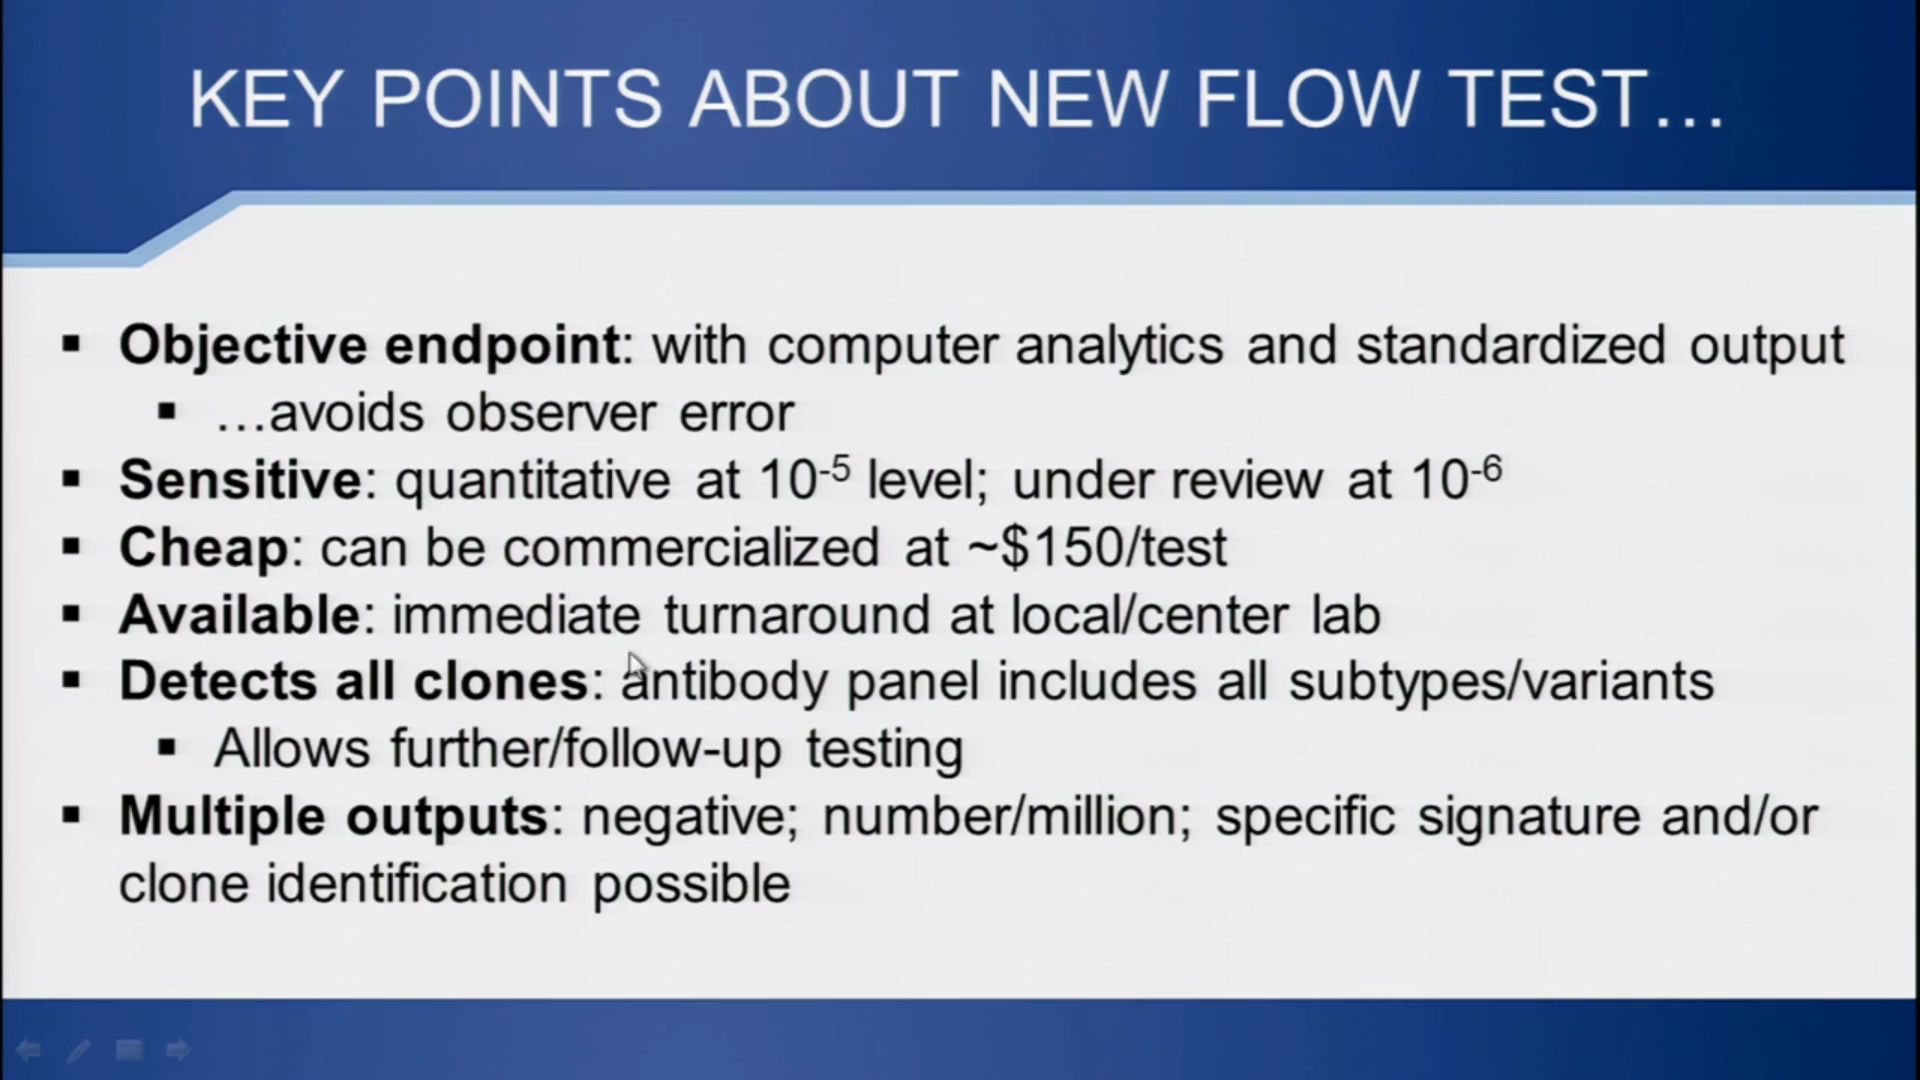 KEY POINTS ABOUT NEW FLOW TEST…
▪ Objective endpoint: with computer analytics and standardized output
▪ …avoids observer error
▪ Sensitive: quantitative at 10⁻⁵ level; under review at 10⁻⁶
▪ Cheap: can be commercialized at ~$150/test
▪ Available: immediate turnaround at local/center lab
▪ Detects all clones: antibody panel includes all subtypes/variants
▪ Allows further/follow-up testing
▪ Multiple outputs: negative; number/million; specific signature and/or
clone identification possible